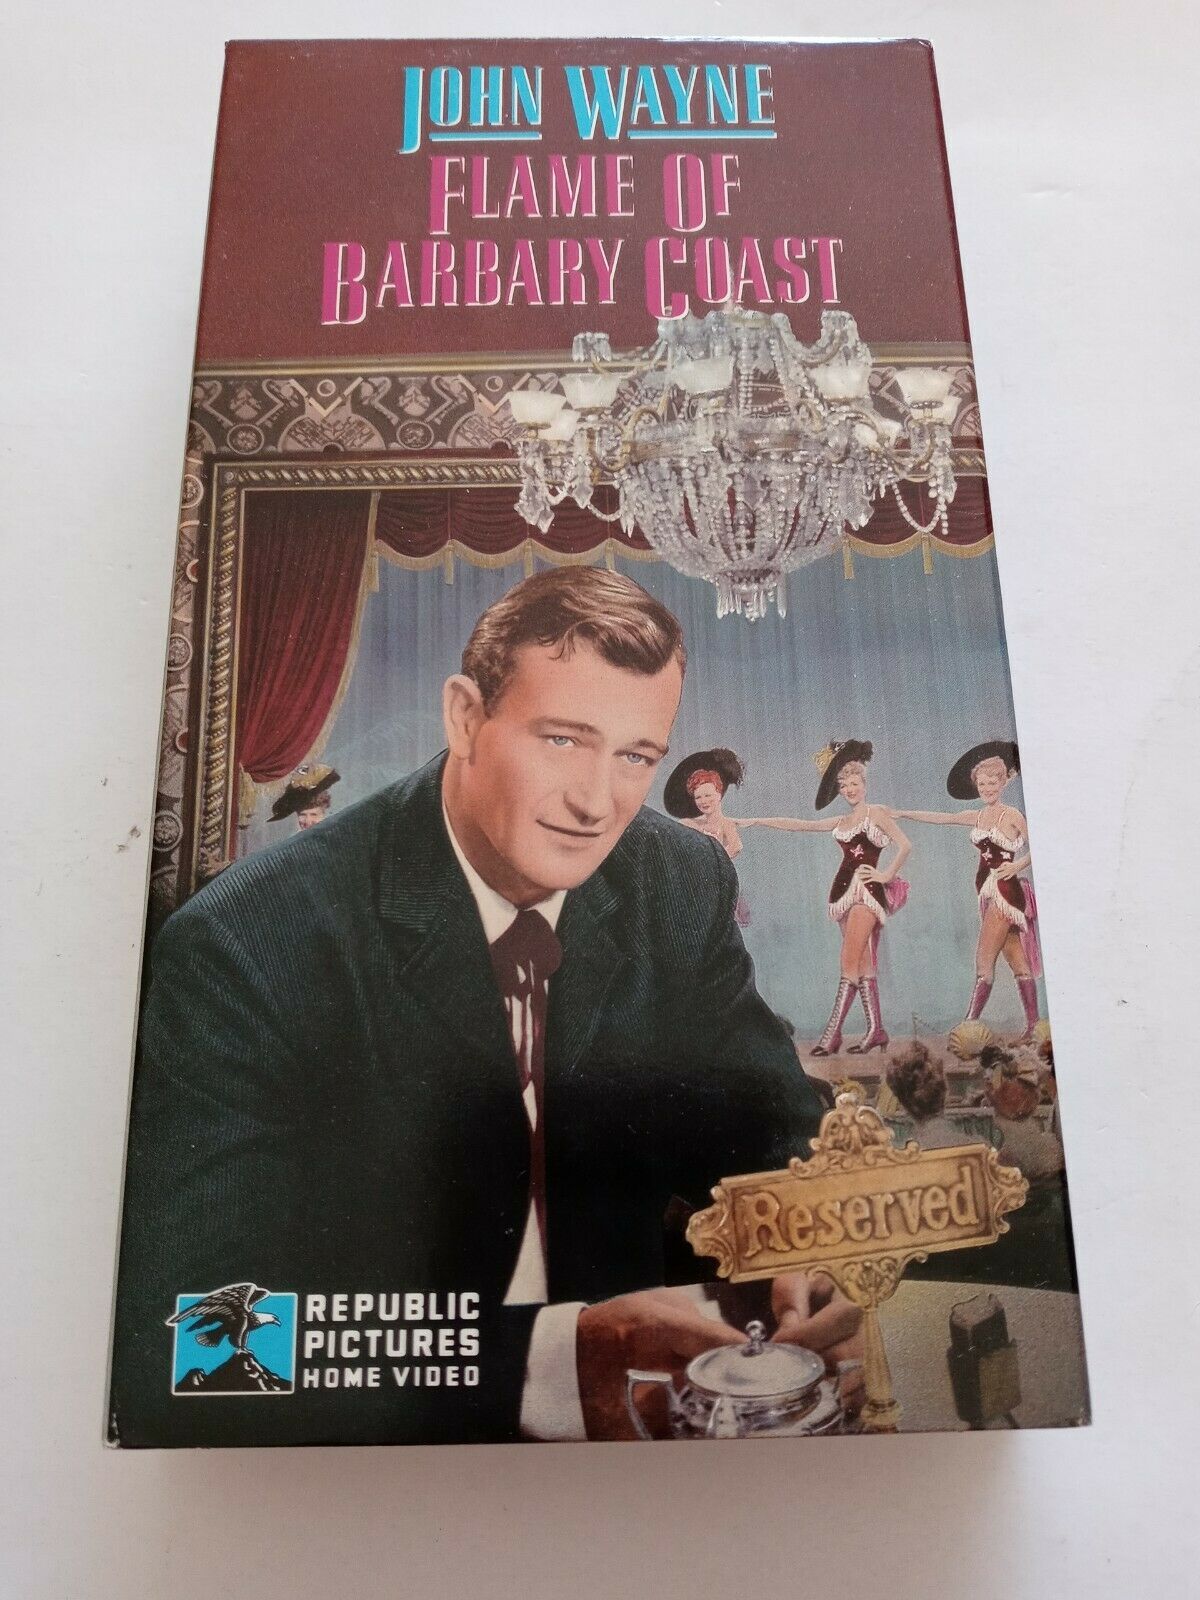 JOHN WAYNE
FLAME OF
BARBARY COAST
Reserved
REPUBLIC
PICTURES
HOME VIDEO